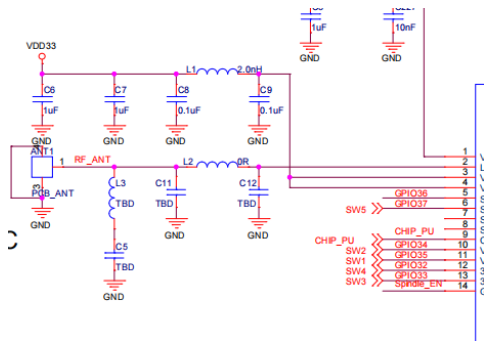 1uF
10nF
GND
GND
VDD33
L1
2.0nH
C6
C7
C8
C9
1uF
1uF
0.1uF
0.1uF
GND
GND
GND
GND
ANT1
1
RF_ANT
L2
0R
PCB_ANT
GND
L3
TBD
C11
TBD
C12
TBD
GND
GND
C5
TBD
GND
1
2
3
4
GPIO36
5
SW5
GPIO37
6
7
8
CHIP_PU
CHIP_PU
9
SW2
GPIO34
10
SW1
GPIO35
11
SW4
GPIO32
12
SW3
GPIO33
13
Spindle_EN
14